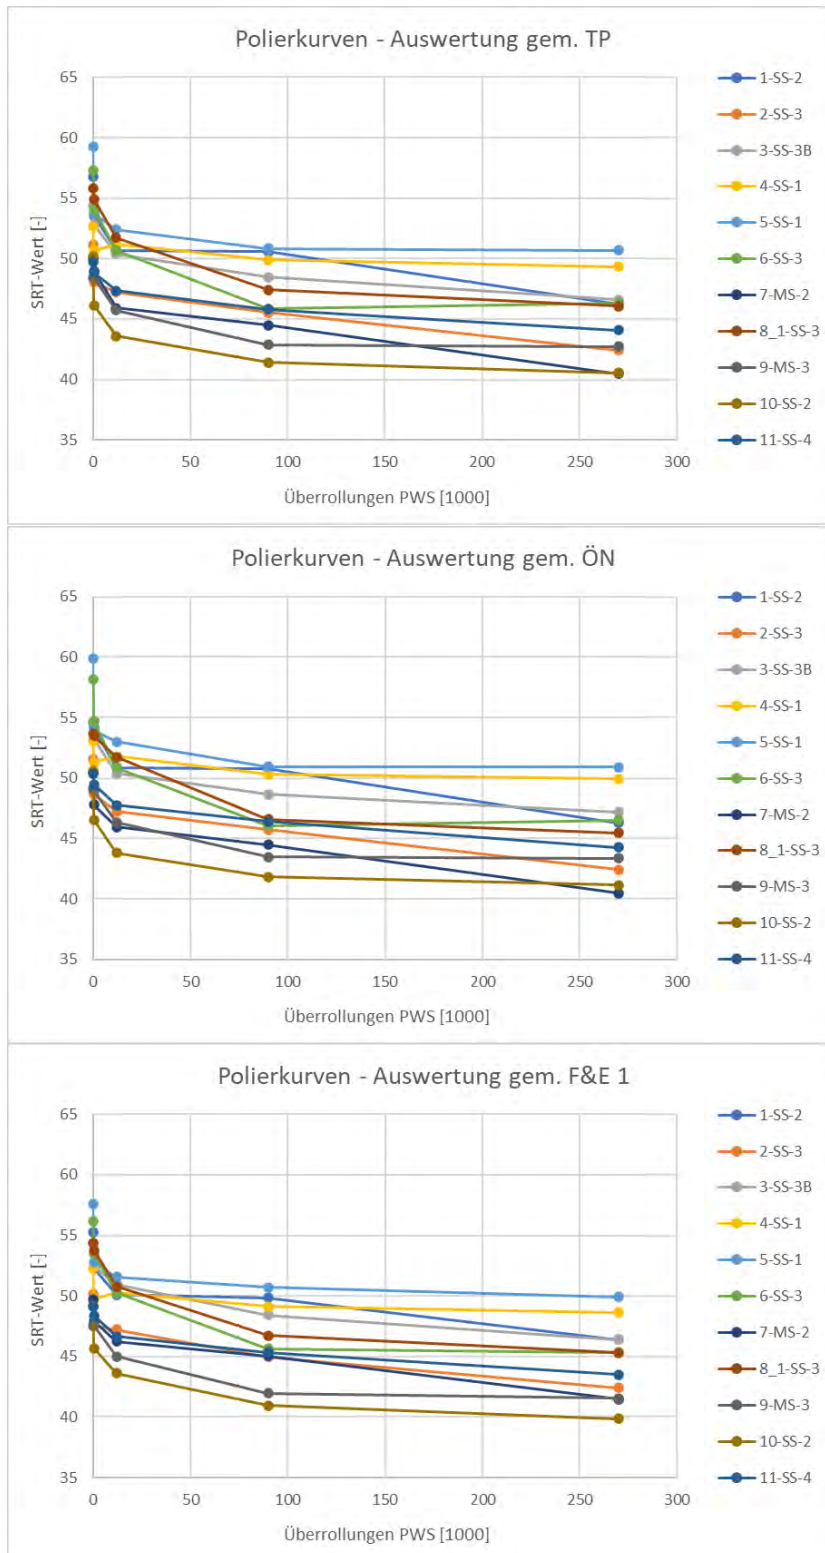 Polierkurven - Auswertung gem. TP
SRT-Wert [-]
65
60
55
50
45
40
35
0 50 100 150 200 250 300
Überrollungen PWS [1000]
1-SS-2
2-SS-3
3-SS-3B
4-SS-1
5-SS-1
6-SS-3
7-MS-2
8_1-SS-3
9-MS-3
10-SS-2
11-SS-4
Polierkurven - Auswertung gem. ÖN
SRT-Wert [-]
65
60
55
50
45
40
35
0 50 100 150 200 250 300
Überrollungen PWS [1000]
1-SS-2
2-SS-3
3-SS-3B
4-SS-1
5-SS-1
6-SS-3
7-MS-2
8_1-SS-3
9-MS-3
10-SS-2
11-SS-4
Polierkurven - Auswertung gem. F&E 1
SRT-Wert [-]
65
60
55
50
45
40
35
0 50 100 150 200 250 300
Überrollungen PWS [1000]
1-SS-2
2-SS-3
3-SS-3B
4-SS-1
5-SS-1
6-SS-3
7-MS-2
8_1-SS-3
9-MS-3
10-SS-2
11-SS-4